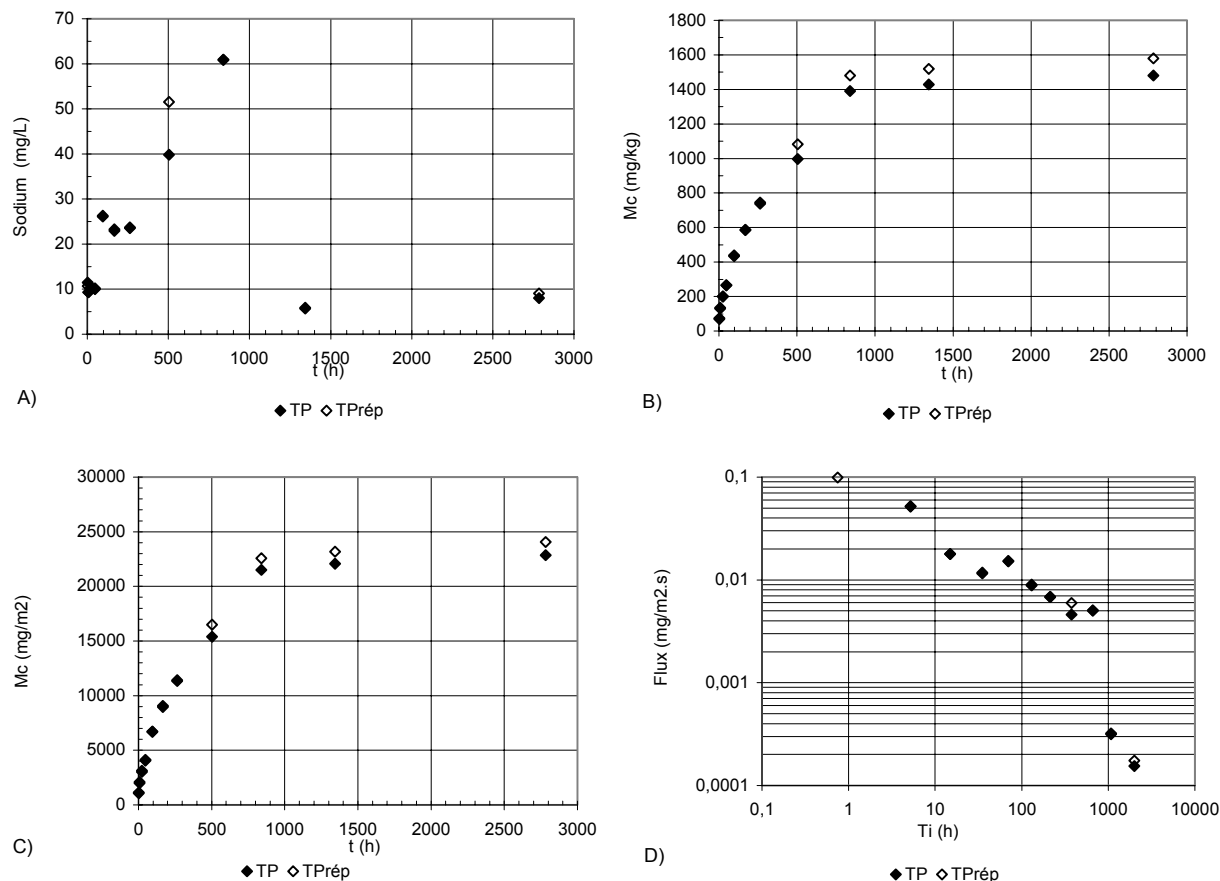 70
60
50
40
30
20
10
0
Sodium (mg/L)
0 500 1000 1500 2000 2500 3000
t (h)
A)
TP TPrép
1800
1600
1400
1200
1000
800
600
400
200
0
Mc (mg/kg)
0 500 1000 1500 2000 2500 3000
t (h)
B)
TP TPrép
30000
25000
20000
15000
10000
5000
0
Mc (mg/m2)
0 500 1000 1500 2000 2500 3000
t (h)
C)
TP TPrép
0,1
0,01
0,001
0,0001
Flux (mg/m2.s)
0,1 1 10 100 1000 10000
Ti (h)
D)
TP TPrép